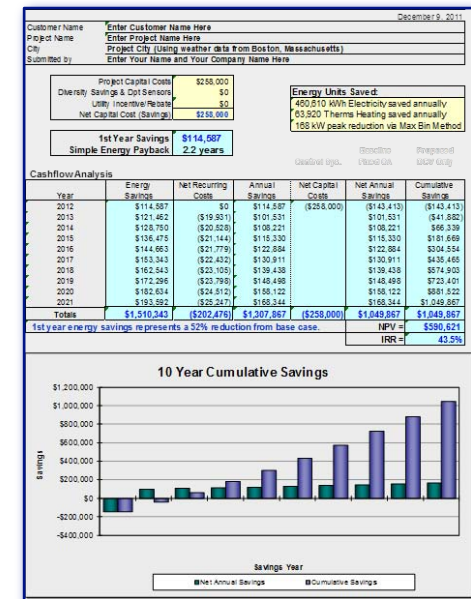 December 9, 2011
Customer Name Enter Customer Name Here
Project Name Enter Project Name Here
City Project City (Using weather data from Boston, Massachusetts)
Submitted by Enter Your Name and Your Company Name Here
Project Capital Costs $258,000
Diversity Savings & Dpt Sensors $0
Utility Incentive/Rebate $0
Net Capital Cost (Savings) $258,000
Energy Units Saved:
460,610 kWh Electricity saved annually
63,920 Therms Heating saved annually
168 kW peak reduction via Max Bin Method
1st Year Savings $114,587
Simple Energy Payback 2.2 years
Cashflow Analysis
Year Energy Savings Net Recurring Costs Annual Savings Net Capital Costs Net Annual Savings Cumulative Savings
2012 $114,587 $0 $114,587 ($258,000) ($143,413) ($143,413)
2013 $121,462 ($19,931) $101,531 $101,531 ($41,882)
2014 $128,750 ($20,528) $108,221 $108,221 $66,339
2015 $136,475 ($21,144) $115,330 $115,330 $181,669
2016 $144,663 ($21,779) $122,884 $122,884 $304,554
2017 $153,343 ($22,432) $130,911 $130,911 $435,465
2018 $162,543 ($23,105) $139,438 $139,438 $574,903
2019 $172,296 ($23,798) $148,498 $148,498 $723,401
2020 $182,634 ($24,512) $158,122 $158,122 $881,522
2021 $193,592 ($25,247) $168,344 $168,344 $1,049,867
Totals $1,510,343 ($202,476) $1,307,867 ($258,000) $1,049,867 $1,049,867
1st year energy savings represents a 52% reduction from base case. NPV = $590,621
IRR = 43.5%
10 Year Cumulative Savings
$1,200,000
$1,000,000
$800,000
$600,000
$400,000
$200,000
$0
-$200,000
-$400,000
Savings
Savings Year
Net Annual Savings Cumulative Savings